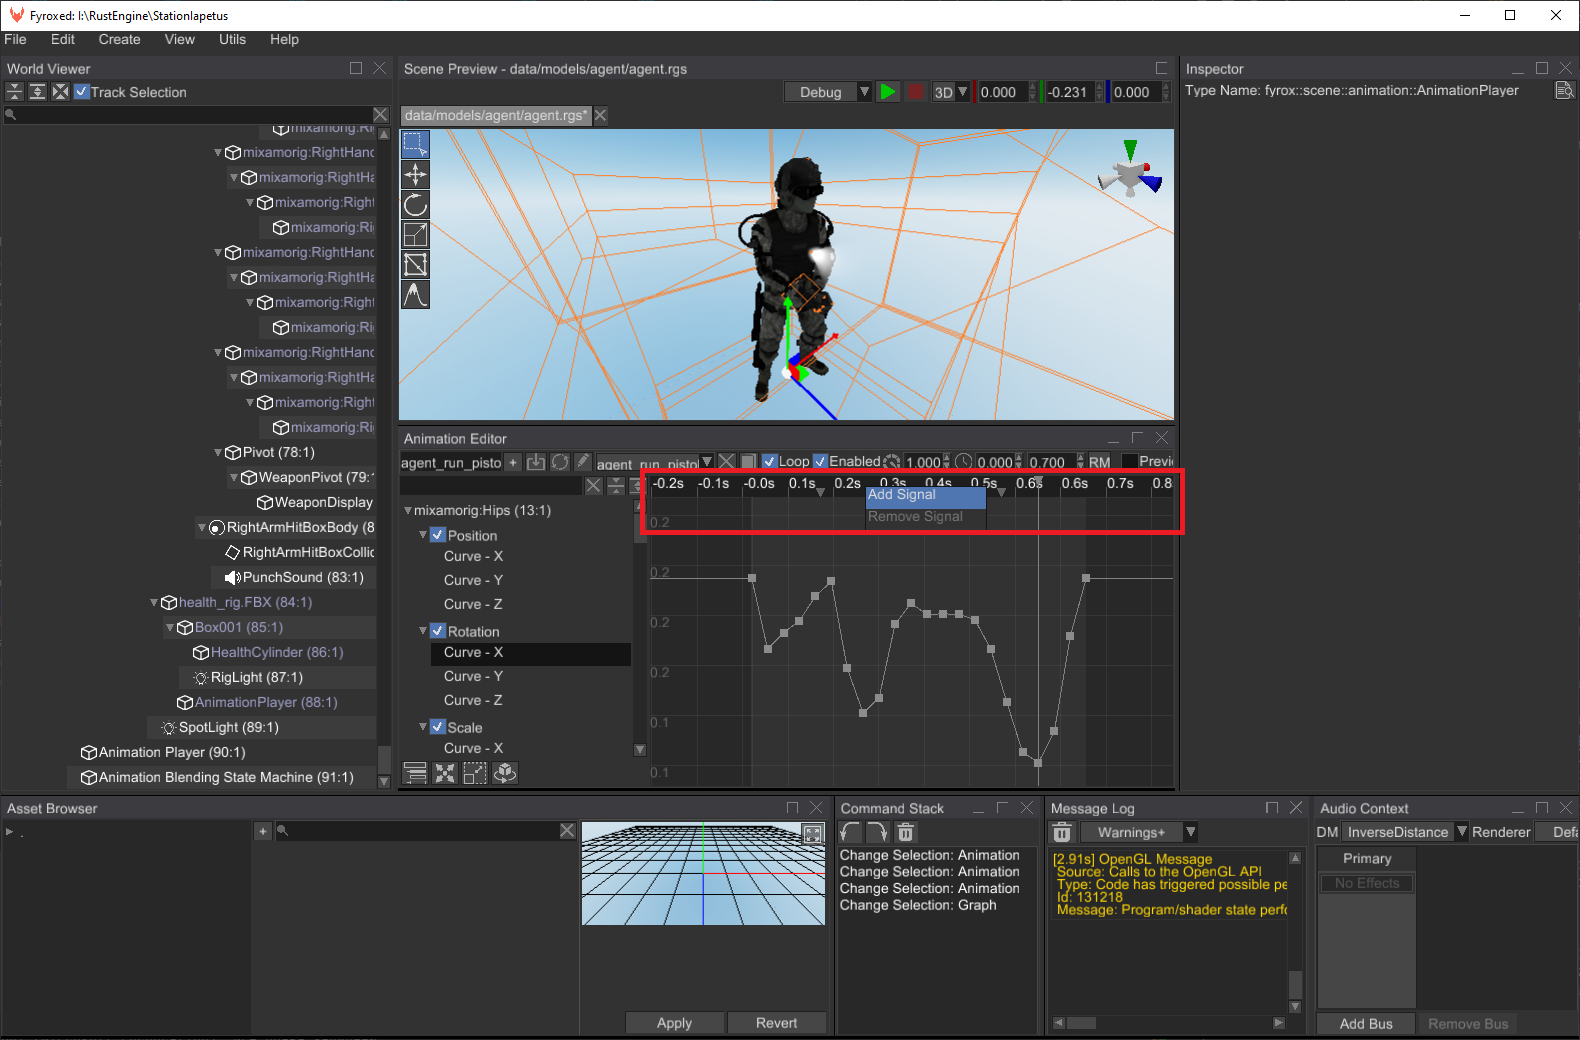 Fyroxed: I:\RustEngine\StationIapetus
File Edit Create View Utils Help
World Viewer
Track Selection
mixamorig:Ri
mixamorig:RightHand
mixamorig:RightHa
mixamorig:Right
mixamorig:Ri
mixamorig:RightHand
mixamorig:RightHa
mixamorig:Right
mixamorig:Ri
mixamorig:RightHand
mixamorig:RightHa
mixamorig:Right
mixamorig:Ri
Pivot (78:1)
WeaponPivot (79:1
WeaponDisplay
RightArmHitBoxBody (8
RightArmHitBoxCollic
PunchSound (83:1)
health_rig.FBX (84:1)
Box001 (85:1)
HealthCylinder (86:1)
RigLight (87:1)
AnimationPlayer (88:1)
SpotLight (89:1)
Animation Player (90:1)
Animation Blending State Machine (91:1)
Scene Preview - data/models/agent/agent.rgs
Debug 3D 0.000 -0.231 0.000
data/models/agent/agent.rgs*
Animation Editor
agent_run_pisto + agent_run_pisto Loop Enabled 1.000 0.000 0.700 RM Previ
-0.2s -0.1s -0.0s 0.1s 0.2s 0.3s 0.4s 0.5s 0.6s 0.6s 0.7s 0.8
Add Signal
Remove Signal
0.2
0.2
0.2
0.2
0.1
0.1
mixamorig:Hips (13:1)
Position
Curve - X
Curve - Y
Curve - Z
Rotation
Curve - X
Curve - Y
Curve - Z
Scale
Curve - X
Inspector
Type Name: fyrox::scene::animation::AnimationPlayer
Asset Browser
.
+
Apply Revert
Command Stack
Change Selection: Animation
Change Selection: Animation
Change Selection: Animation
Change Selection: Graph
Message Log
Warnings+
[2.91s] OpenGL Message
Source: Calls to the OpenGL API
Type: Code has triggered possible pe
Id: 131218
Message: Program/shader state perfo
Audio Context
DM InverseDistance Renderer Defa
Primary
No Effects
Add Bus Remove Bus